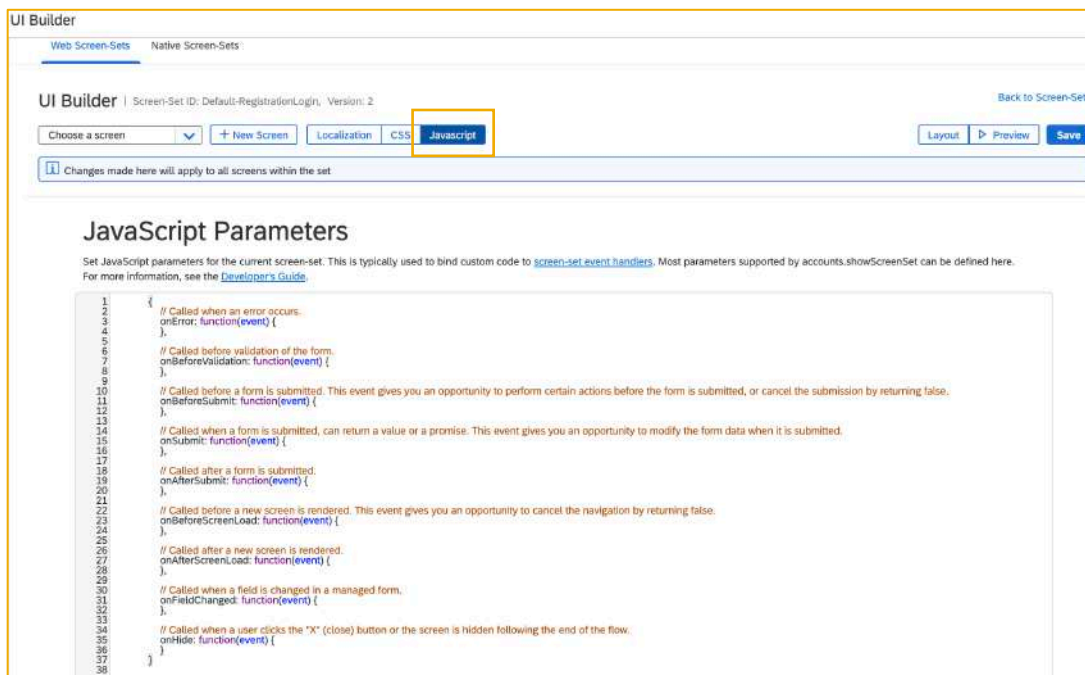 UI Builder
Web Screen-Sets Native Screen-Sets
UI Builder | Screen-Set ID: Default-RegistrationLogin, Version: 2
Back to Screen-Set
Choose a screen + New Screen Localization CSS Javascript Layout Preview Save
Changes made here will apply to all screens within the set
JavaScript Parameters
Set JavaScript parameters for the current screen-set. This is typically used to bind custom code to screen-set event handlers. Most parameters supported by accounts.showScreenSet can be defined here.
For more information, see the Developer's Guide.
1 {
2 // Called when an error occurs.
3 onError: function(event) {
4 },
5
6 // Called before validation of the form.
7 onBeforeValidation: function(event) {
8 },
9
10 // Called before a form is submitted. This event gives you an opportunity to perform certain actions before the form is submitted, or cancel the submission by returning false.
11 onBeforeSubmit: function(event) {
12 },
13
14 // Called when a form is submitted, can return a value or a promise. This event gives you an opportunity to modify the form data when it is submitted.
15 onSubmit: function(event) {
16 },
17
18 // Called after a form is submitted.
19 onAfterSubmit: function(event) {
20 },
21
22 // Called before a new screen is rendered. This event gives you an opportunity to cancel the navigation by returning false.
23 onBeforeScreenLoad: function(event) {
24 },
25
26 // Called after a new screen is rendered.
27 onAfterScreenLoad: function(event) {
28 },
29
30 // Called when a field is changed in a managed form.
31 onFieldChanged: function(event) {
32 },
33
34 // Called when a user clicks the "X" (close) button or the screen is hidden following the end of the flow.
35 onHide: function(event) {
36 }
37 }
38